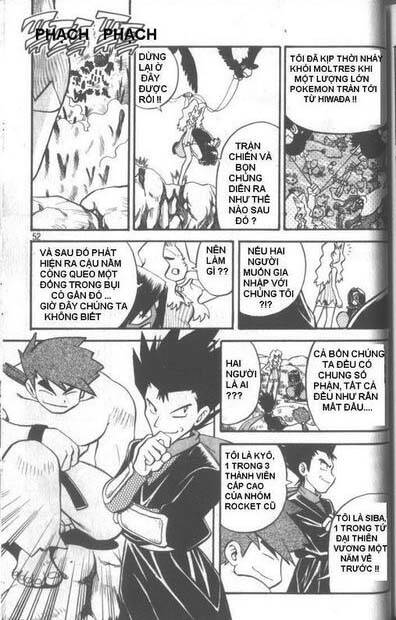 PHẠCH PHẠCH
TÔI ĐÃ KỊP THỜI NHẢY
KHỎI MOLTRES KHI
MỘT LƯỢNG LỚN
POKEMON TRÀN TỚI
TỪ HIWADA !!
DỪNG
LẠI Ở
ĐÂY
ĐƯỢC
RỒI !!
TRẬN
CHIẾN VÀ
BỌN
CHÚNG
DIỄN RA
NHƯ THẾ
NÀO SAU
ĐÓ ?
52
NẾU HAI
NGƯỜI
MUỐN GIA
NHẬP VỚI
CHÚNG TÔI
?!?
NÊN
LÀM
GÌ ??
VÀ SAU ĐÓ PHÁT
HIỆN RA CẬU NẰM
CÒNG QUEO MỘT
ĐỐNG TRONG BỤI
CỎ GẦN ĐÓ ...
GIỜ ĐÂY CHÚNG TA
KHÔNG BIẾT
CẢ BỐN CHÚNG
TA ĐỀU CÓ
CHUNG SỐ
PHẬN, TẤT CẢ
ĐỀU NHƯ RẮN
MẤT ĐẦU....
HAI
NGƯỜI
LÀ AI
???
TÔI LÀ KYÔ,
1 TRONG 3
THÀNH VIÊN
CẤP CAO
CỦA NHÓM
ROCKET CŨ
TÔI LÀ SIBA,
1 TRONG TỨ
ĐẠI THIÊN
VƯƠNG MỘT
NĂM VỀ
TRƯỚC !!